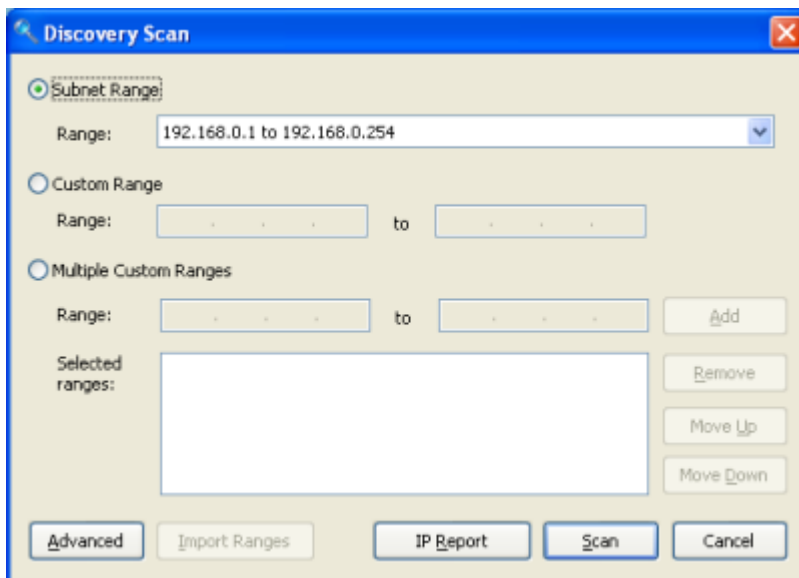 Discovery Scan
Subnet Range
Range: 192.168.0.1 to 192.168.0.254
Custom Range
Range: . . . to . . .
Multiple Custom Ranges
Range: . . . to . . . Add
Selected ranges:
Remove
Move Up
Move Down
Advanced Import Ranges IP Report Scan Cancel